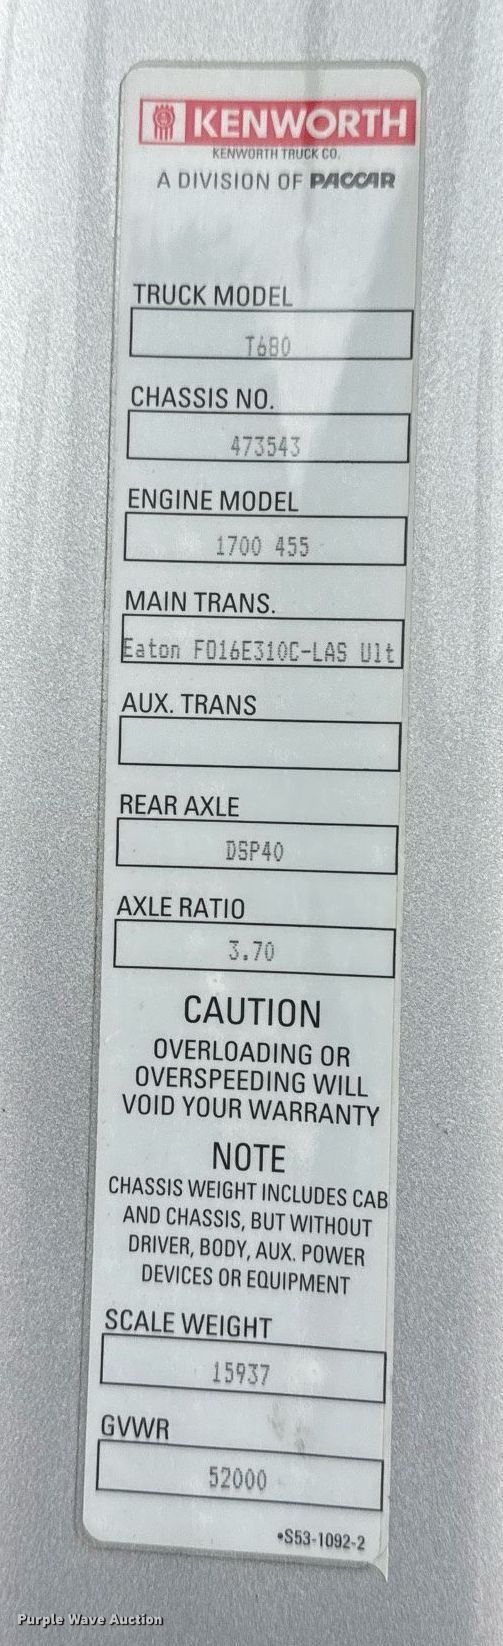 KENWORTH
KENWORTH TRUCK CO.
A DIVISION OF PACCAR
TRUCK MODEL
T680
CHASSIS NO.
473543
ENGINE MODEL
1700 455
MAIN TRANS.
Eaton FO16E310C-LAS Ult
AUX. TRANS
REAR AXLE
DSP40
AXLE RATIO
3.70
CAUTION
OVERLOADING OR
OVERSPEEDING WILL
VOID YOUR WARRANTY
NOTE
CHASSIS WEIGHT INCLUDES CAB
AND CHASSIS, BUT WITHOUT
DRIVER, BODY, AUX. POWER
DEVICES OR EQUIPMENT
SCALE WEIGHT
15937
GVWR
52000
•S53-1092-2
Purple Wave Auction